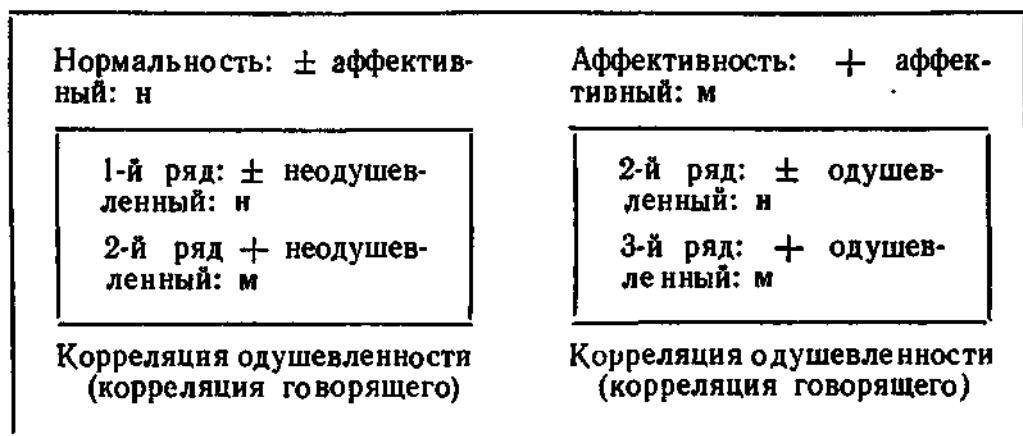 Нормальность: ± аффектив-
ный: н
1-й ряд: ± неодушев-
ленный: н
2-й ряд + неодушев-
ленный: м
Корреляция одушевленности
(корреляция говорящего)
Аффективность: + аффек-
тивный: м
2-й ряд: ± одушев-
ленный: н
3-й ряд: + одушев-
ленный: м
Корреляция одушевленности
(корреляция говорящего)